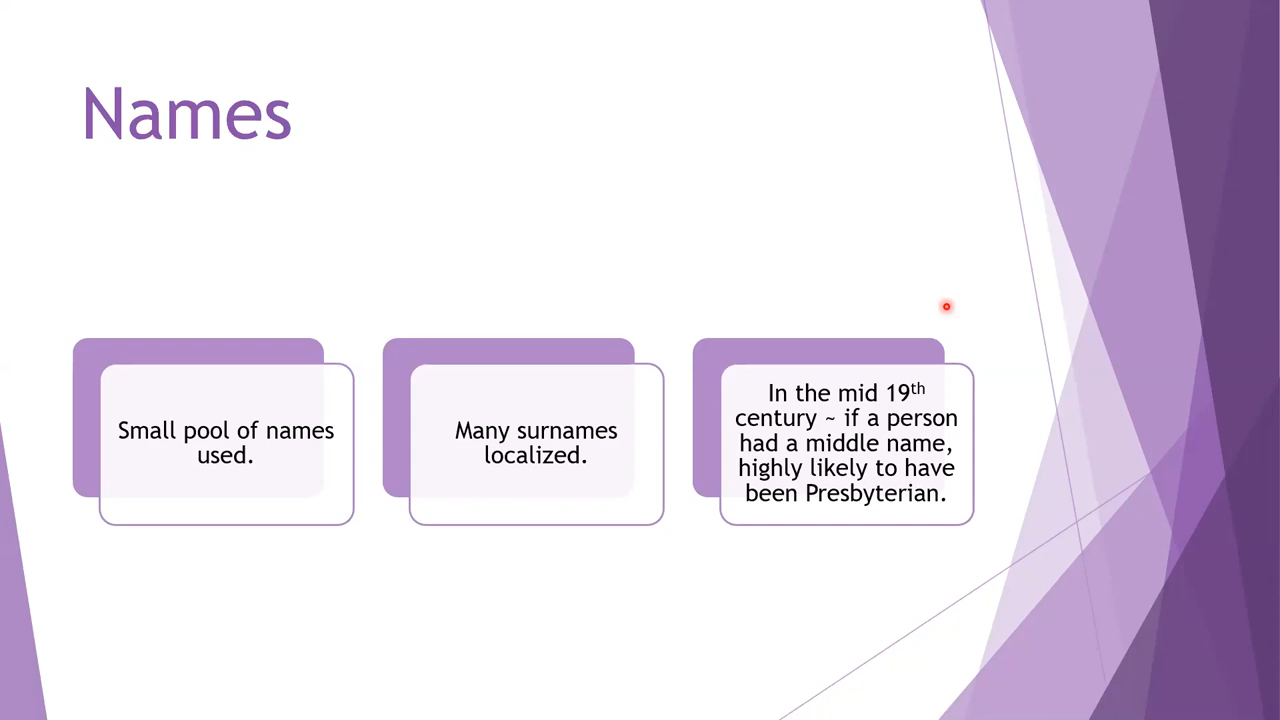 Names
Small pool of names
used.
Many surnames
localized.
In the mid 19th
century ~ if a person
had a middle name,
highly likely to have
been Presbyterian.